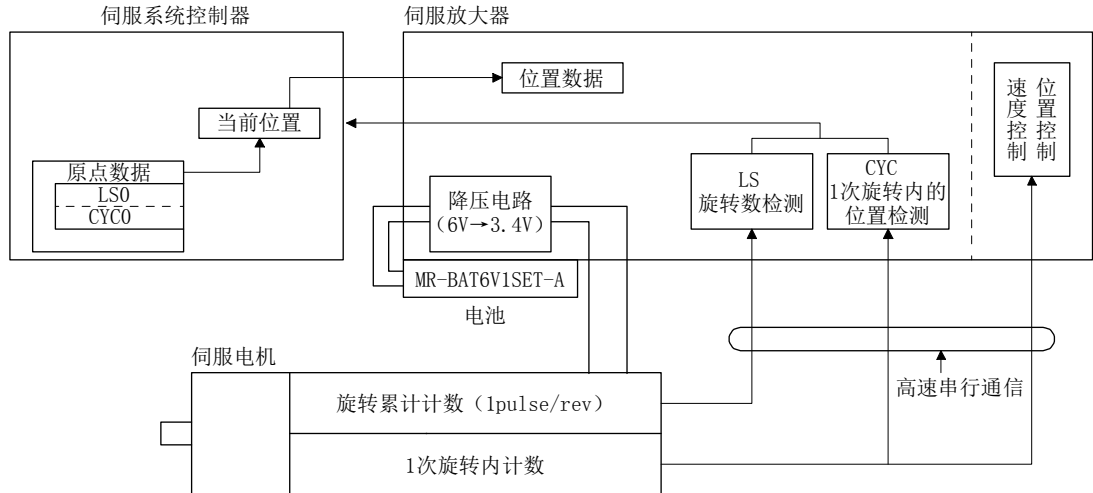 伺服系统控制器
伺服放大器
位置数据
当前位置
原点数据
LS0
CYC0
降压电路
(6V→3.4V)
MR-BAT6V1SET-A
电池
LS
旋转数检测
CYC
1次旋转内的
位置检测
位置控制
速度控制
高速串行通信
伺服电机
旋转累计计数（1pulse/rev）
1次旋转内计数